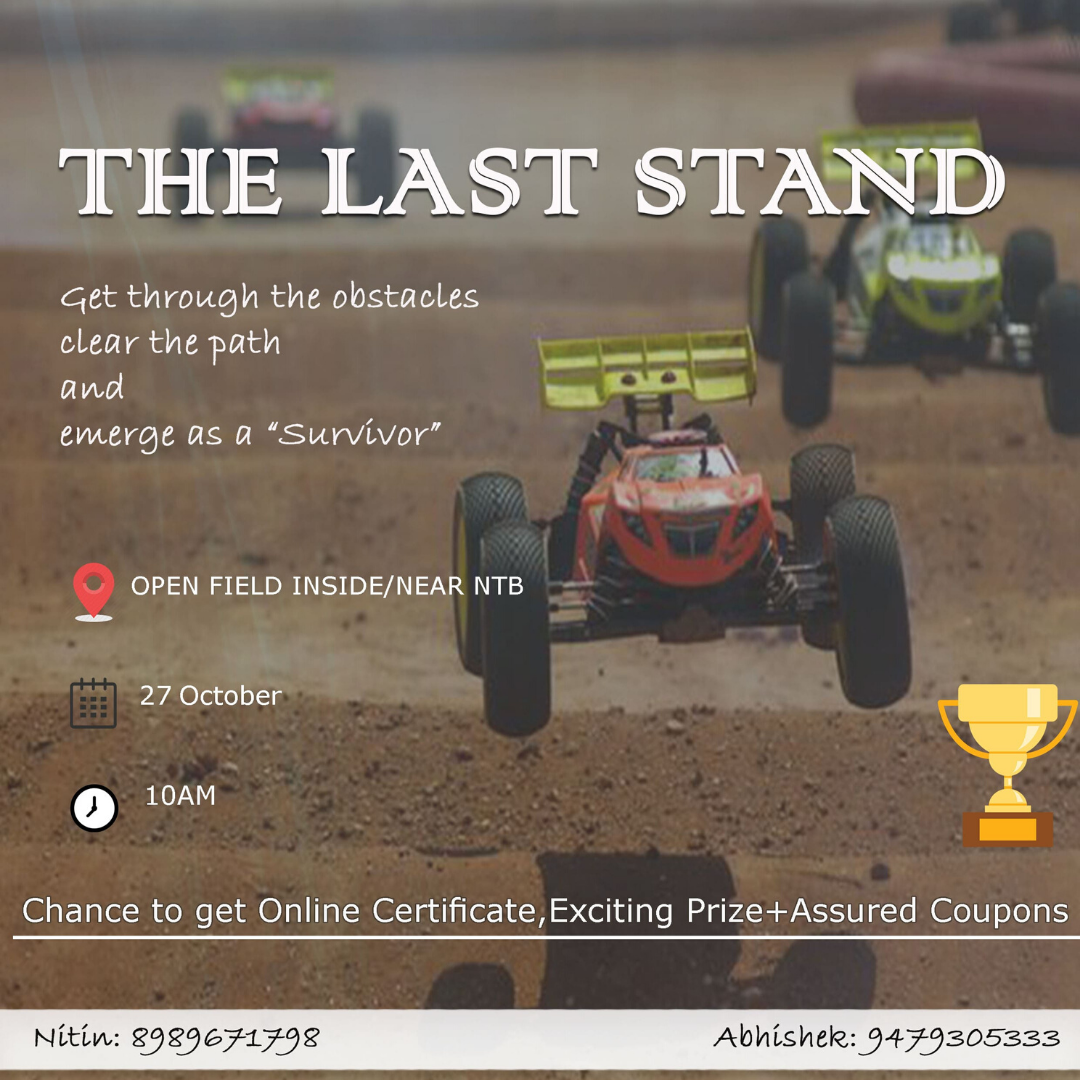 THE LAST STAND
Get through the obstacles
clear the path
and
emerge as a “Survivor”
OPEN FIELD INSIDE/NEAR NTB
27 October
10AM
Chance to get Online Certificate,Exciting Prize+Assured Coupons
Nitin: 8989671798
Abhishek: 9479305333